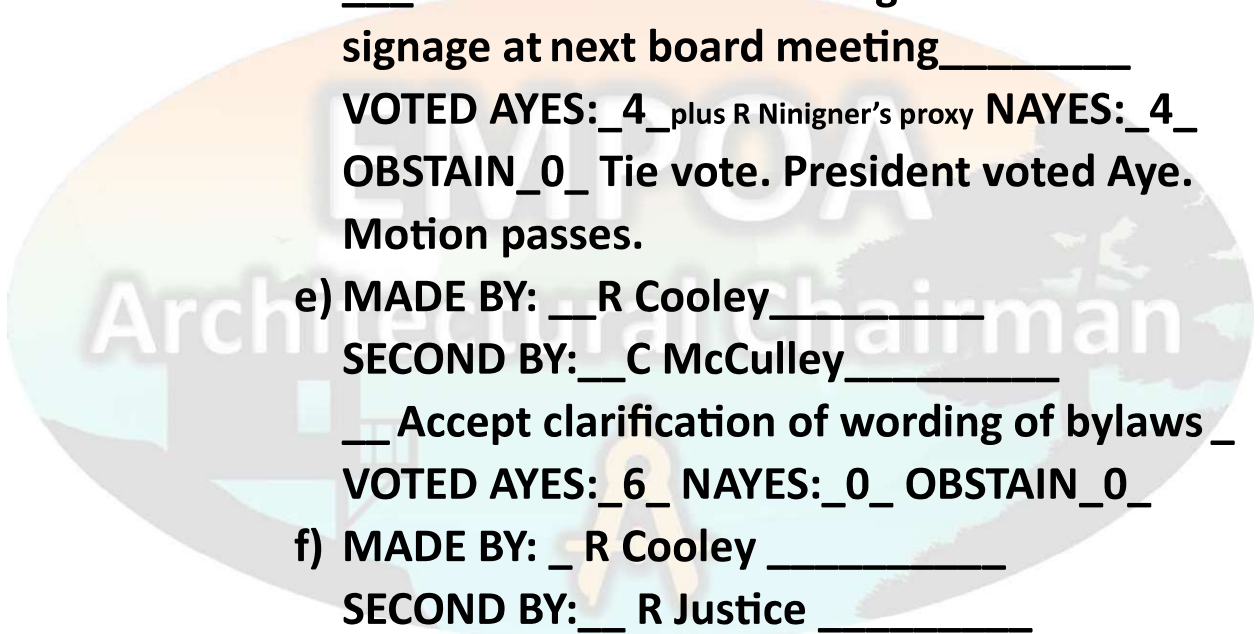 signage at next board meeting________
VOTED AYES:_4_plus R Ninigner’s proxy NAYES:_4_
OBSTAIN_0_ Tie vote. President voted Aye.
Motion passes.
e) MADE BY: __R Cooley_________
SECOND BY:__C McCulley_________
__ Accept clarification of wording of bylaws _
VOTED AYES:_6_ NAYES:_0_ OBSTAIN_0_
f) MADE BY: _ R Cooley __________
SECOND BY:__ R Justice _________
EMPOA
Architectural Chairman